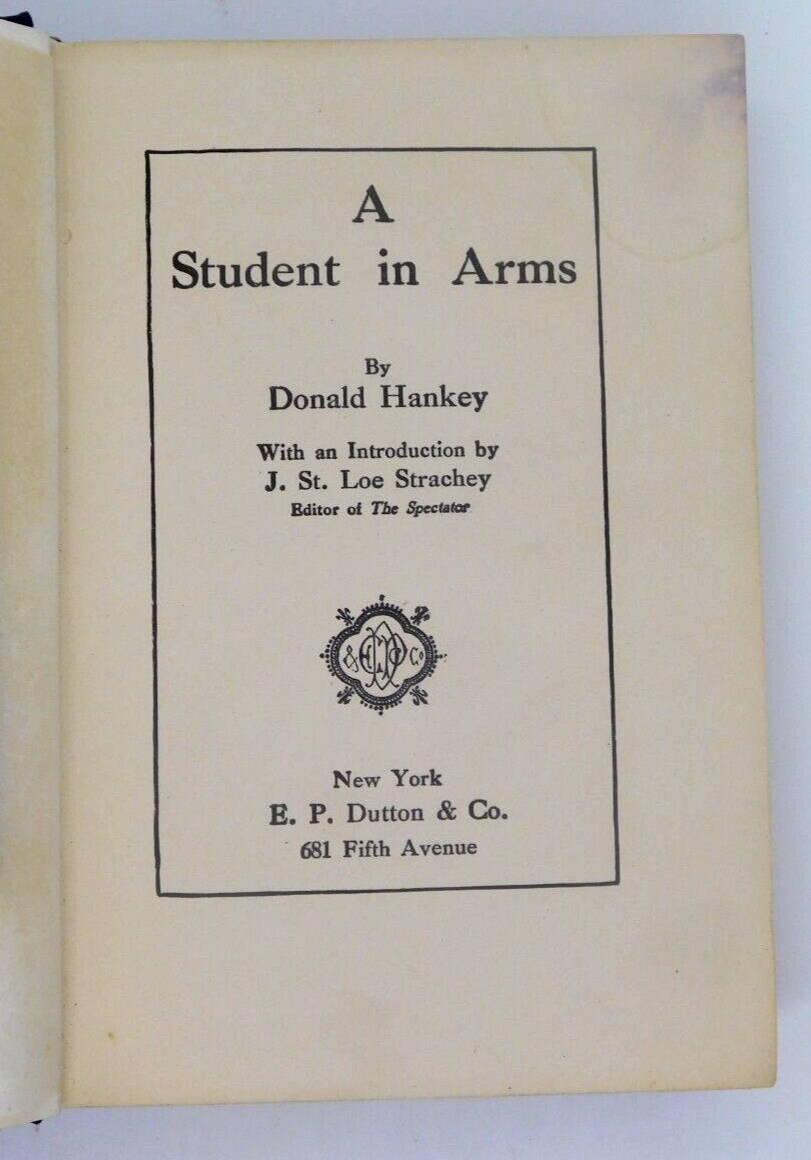 A
Student in Arms
By
Donald Hankey
With an Introduction by
J. St. Loe Strachey
Editor of The Spectator
& E P D Co
New York
E. P. Dutton & Co.
681 Fifth Avenue